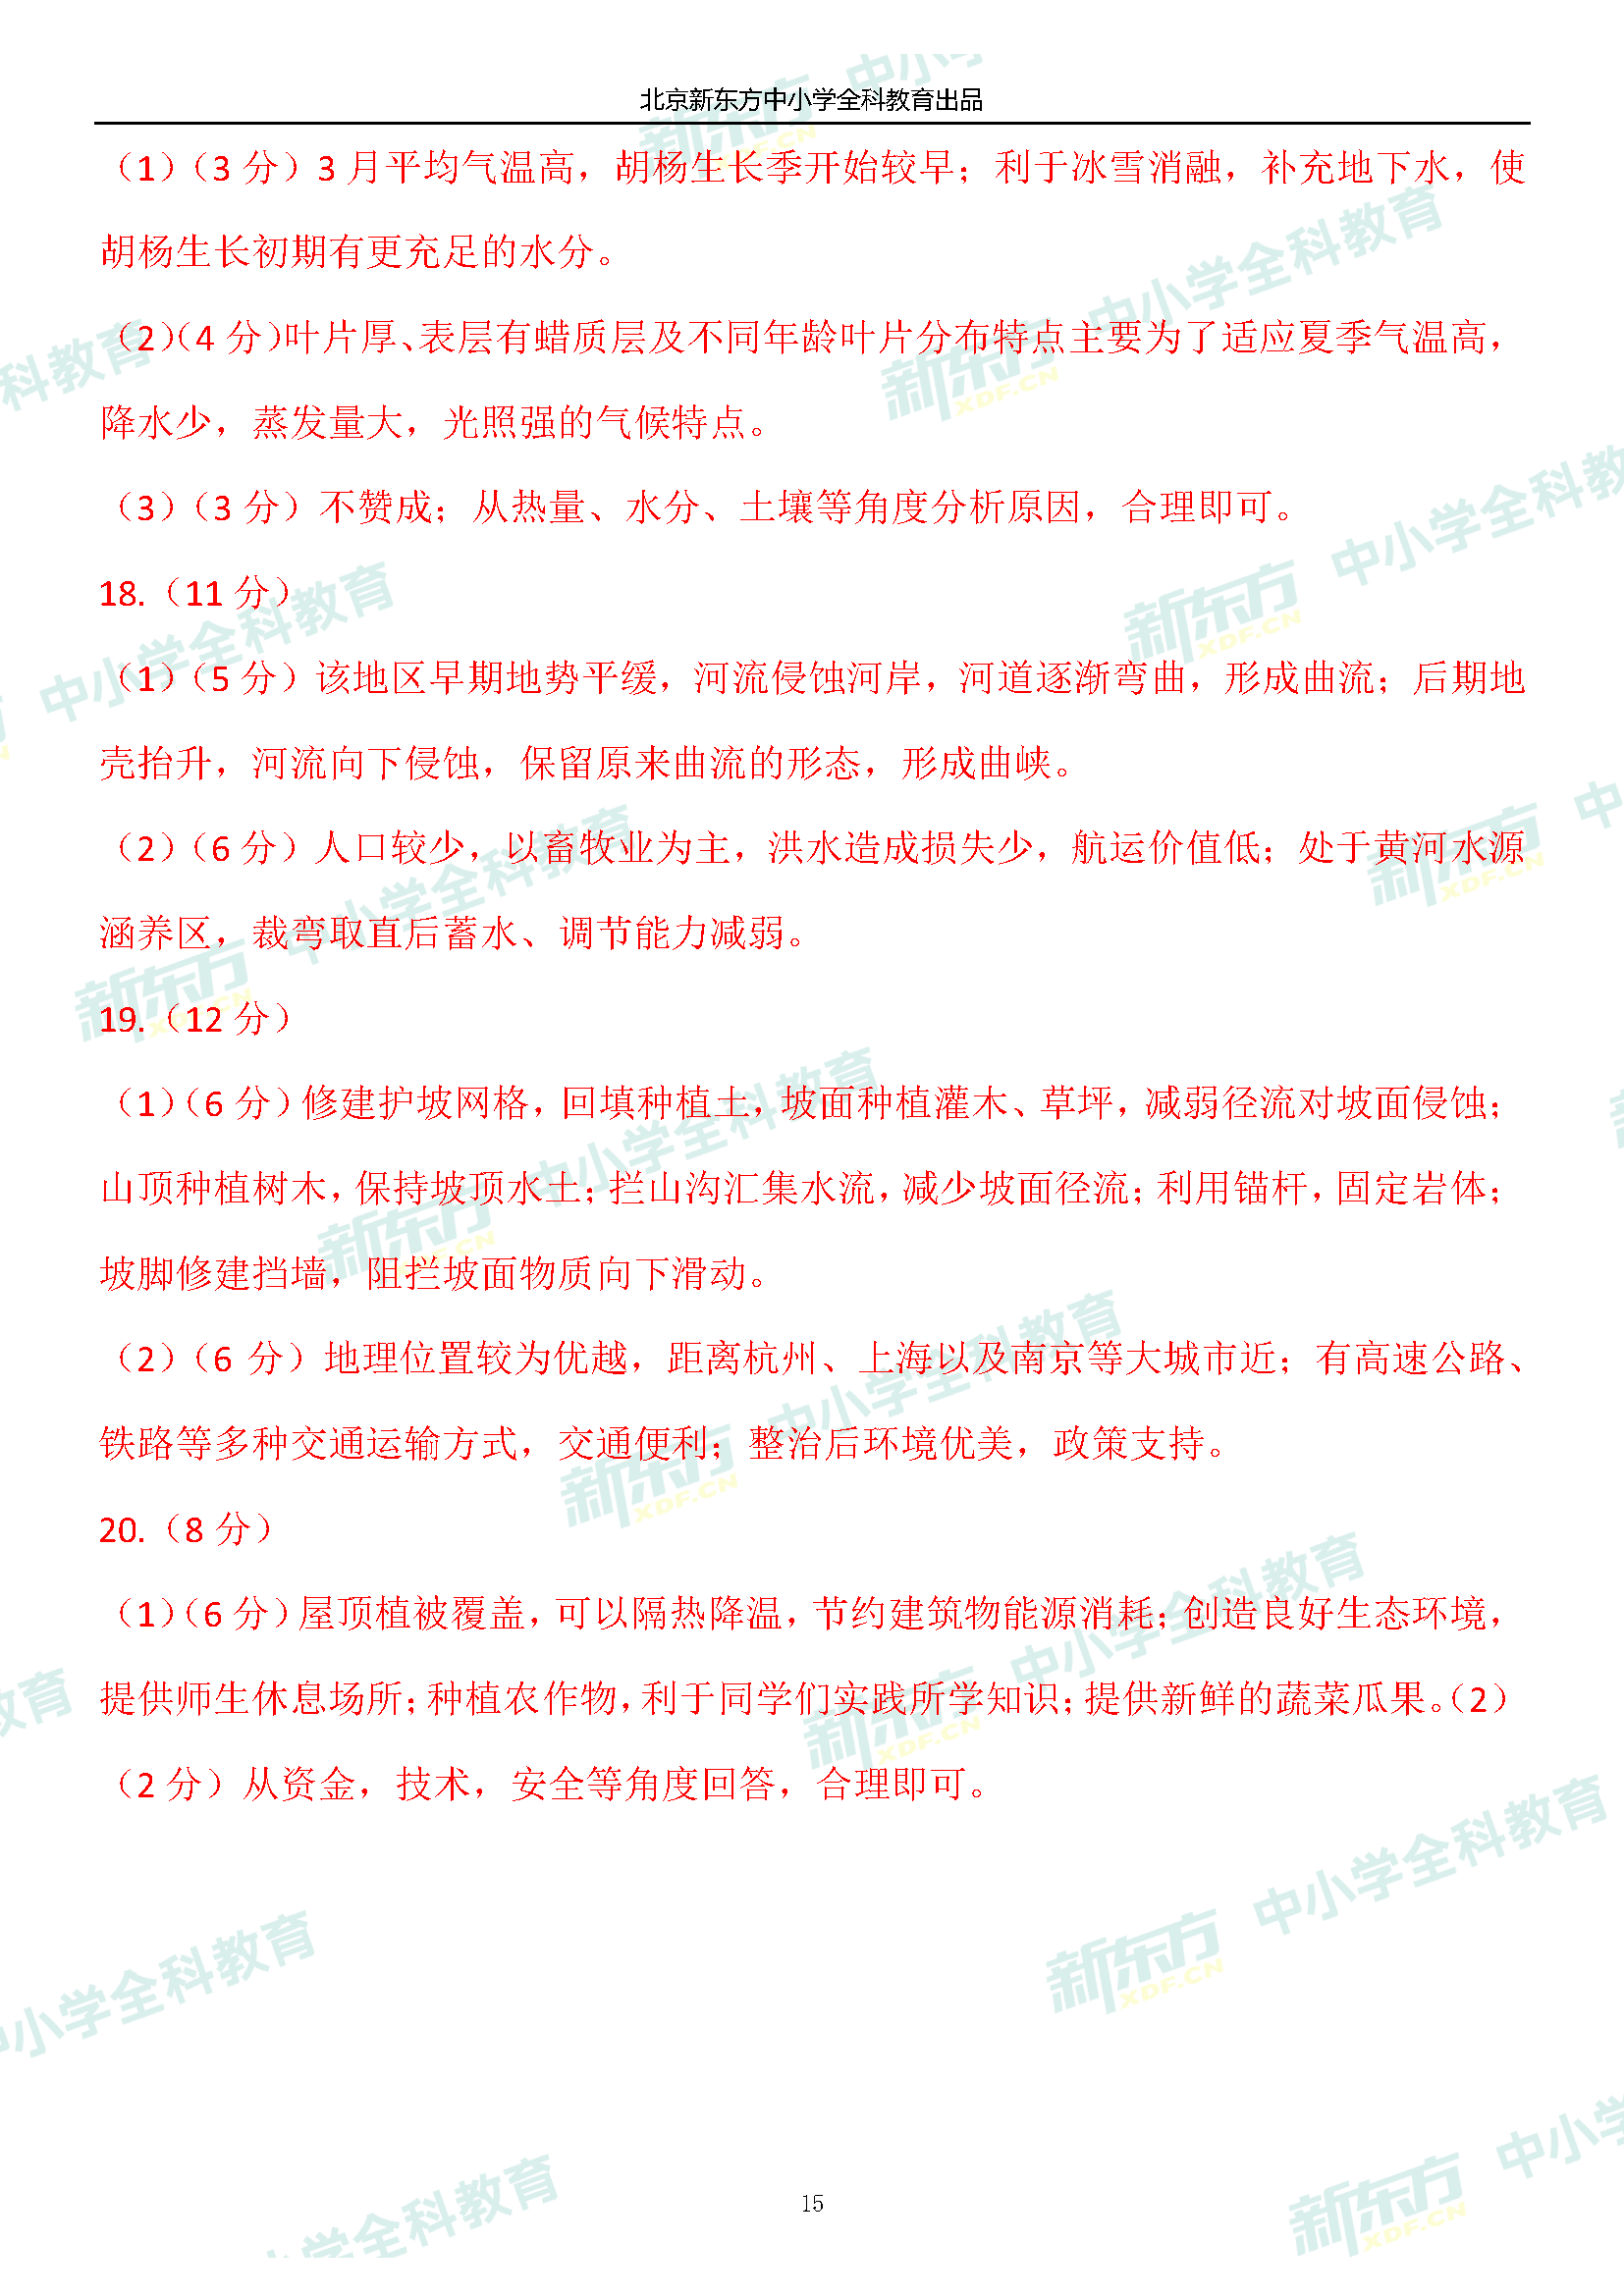 北京新东方中小学全科教育出品
（1）（3 分）3 月平均气温高，胡杨生长季开始较早；利于冰雪消融，补充地下水，使
胡杨生长初期有更充足的水分。
（2）（4 分）叶片厚、表层有蜡质层及不同年龄叶片分布特点主要为了适应夏季气温高，
降水少，蒸发量大，光照强的气候特点。
（3）（3 分）不赞成；从热量、水分、土壤等角度分析原因，合理即可。
18.（11 分）
（1）（5 分）该地区早期地势平缓，河流侵蚀河岸，河道逐渐弯曲，形成曲流；后期地
壳抬升，河流向下侵蚀，保留原来曲流的形态，形成曲峡。
（2）（6 分）人口较少，以畜牧业为主，洪水造成损失少，航运价值低；处于黄河水源
涵养区，裁弯取直后蓄水、调节能力减弱。
19.（12 分）
（1）（6 分）修建护坡网格，回填种植土，坡面种植灌木、草坪，减弱径流对坡面侵蚀；
山顶种植树木，保持坡顶水土；拦山沟汇集水流，减少坡面径流；利用锚杆，固定岩体；
坡脚修建挡墙，阻拦坡面物质向下滑动。
（2）（6 分）地理位置较为优越，距离杭州、上海以及南京等大城市近；有高速公路、
铁路等多种交通运输方式，交通便利；整治后环境优美，政策支持。
20.（8 分）
（1）（6 分）屋顶植被覆盖，可以隔热降温，节约建筑物能源消耗；创造良好生态环境，
提供师生休息场所；种植农作物，利于同学们实践所学知识；提供新鲜的蔬菜瓜果。（2）
（2 分）从资金，技术，安全等角度回答，合理即可。
15
新东方 XDF.CN 中小学全科教育